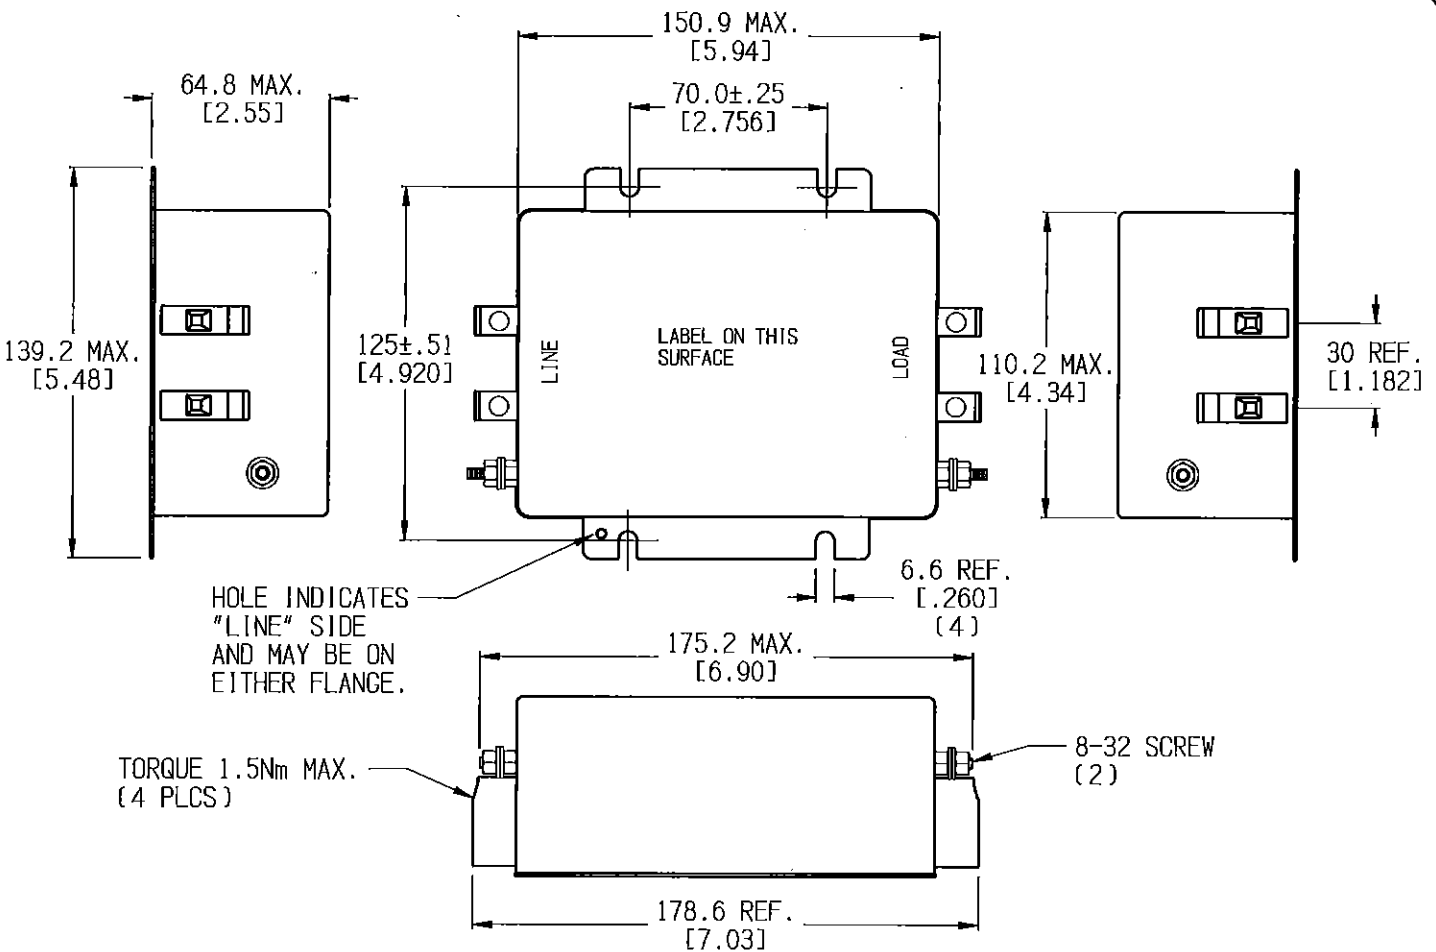 150.9 MAX.
[5.94]
64.8 MAX.
[2.55]
70.0±.25
[2.756]
139.2 MAX.
[5.48]
125±.51
[4.920]
LINE
LABEL ON THIS
SURFACE
LOAD
110.2 MAX.
[4.34]
30 REF.
[1.182]
HOLE INDICATES
"LINE" SIDE
AND MAY BE ON
EITHER FLANGE.
6.6 REF.
[.260]
(4)
175.2 MAX.
[6.90]
TORQUE 1.5Nm MAX.
(4 PLCS)
8-32 SCREW
(2)
178.6 REF.
[7.03]